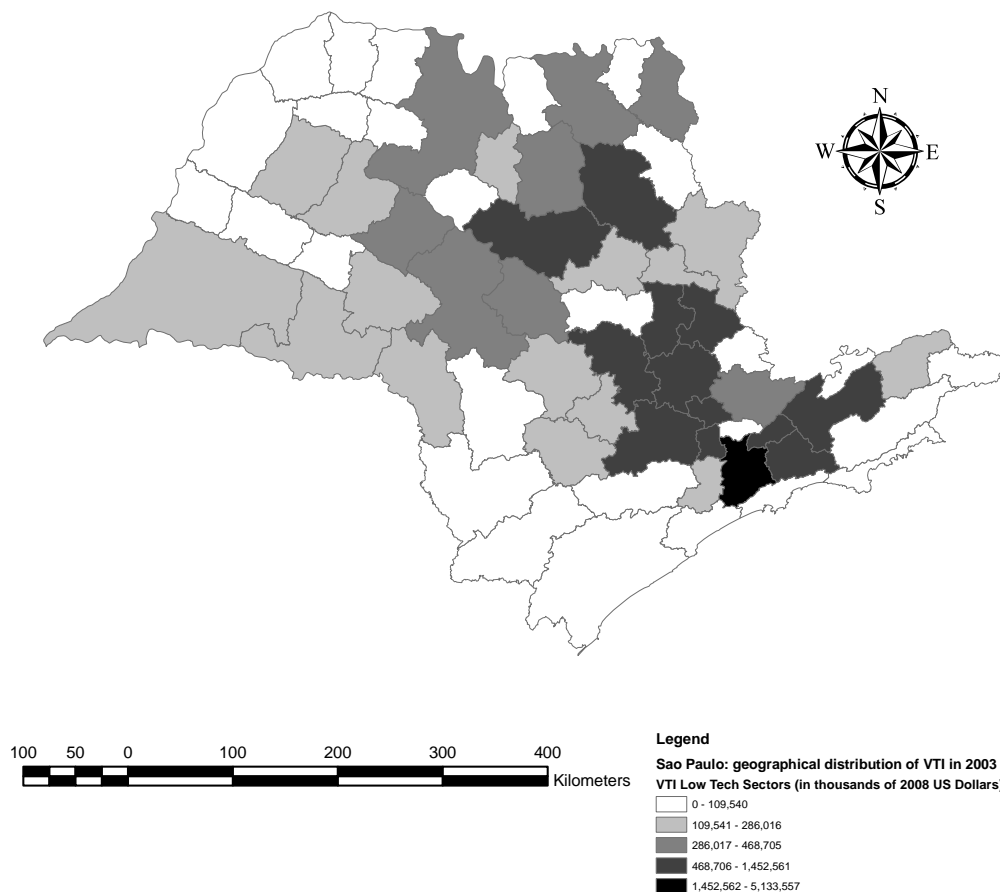 N
W E
S
100 50 0 100 200 300 400
Kilometers
Legend
Sao Paulo: geographical distribution of VTI in 2003
VTI Low Tech Sectors (in thousands of 2008 US Dollars)
0 - 109,540
109,541 - 286,016
286,017 - 468,705
468,706 - 1,452,561
1,452,562 - 5,133,557